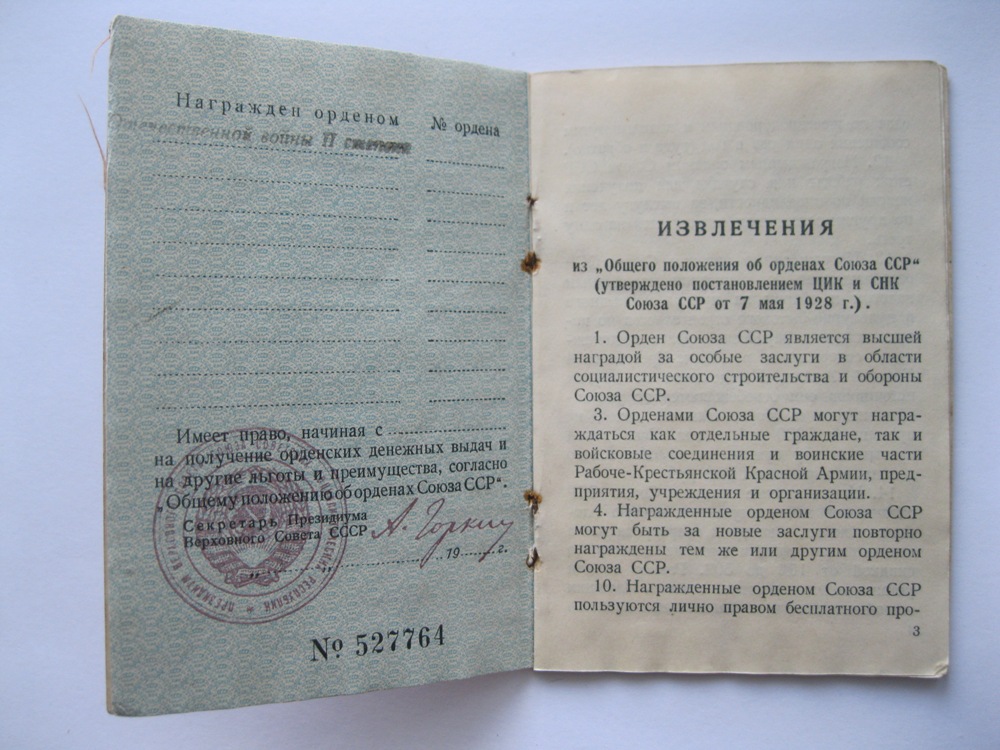 Награжден орденом № ордена
Отечественной войны II степени
Имеет право, начиная с
на получение орденских денежных выдач и
на другие льготы и преимущества, согласно
„Общему положению об орденах Союза ССР“.
Секретарь Президиума
Верховного Совета СССР А. Горкин
„ “ 19 г.
№ 527764
ИЗВЛЕЧЕНИЯ
из „Общего положения об орденах Союза ССР“
(утверждено постановлением ЦИК и СНК
Союза ССР от 7 мая 1928 г.).
1. Орден Союза ССР является высшей
наградой за особые заслуги в области
социалистического строительства и обороны
Союза ССР.
3. Орденами Союза ССР могут награ-
ждаться как отдельные граждане, так и
войсковые соединения и воинские части
Рабоче-Крестьянской Красной Армии, пред-
приятия, учреждения и организации.
4. Награжденные орденом Союза ССР
могут быть за новые заслуги повторно
награждены тем же или другим орденом
Союза ССР.
10. Награжденные орденом Союза ССР
пользуются лично правом бесплатного про-
3